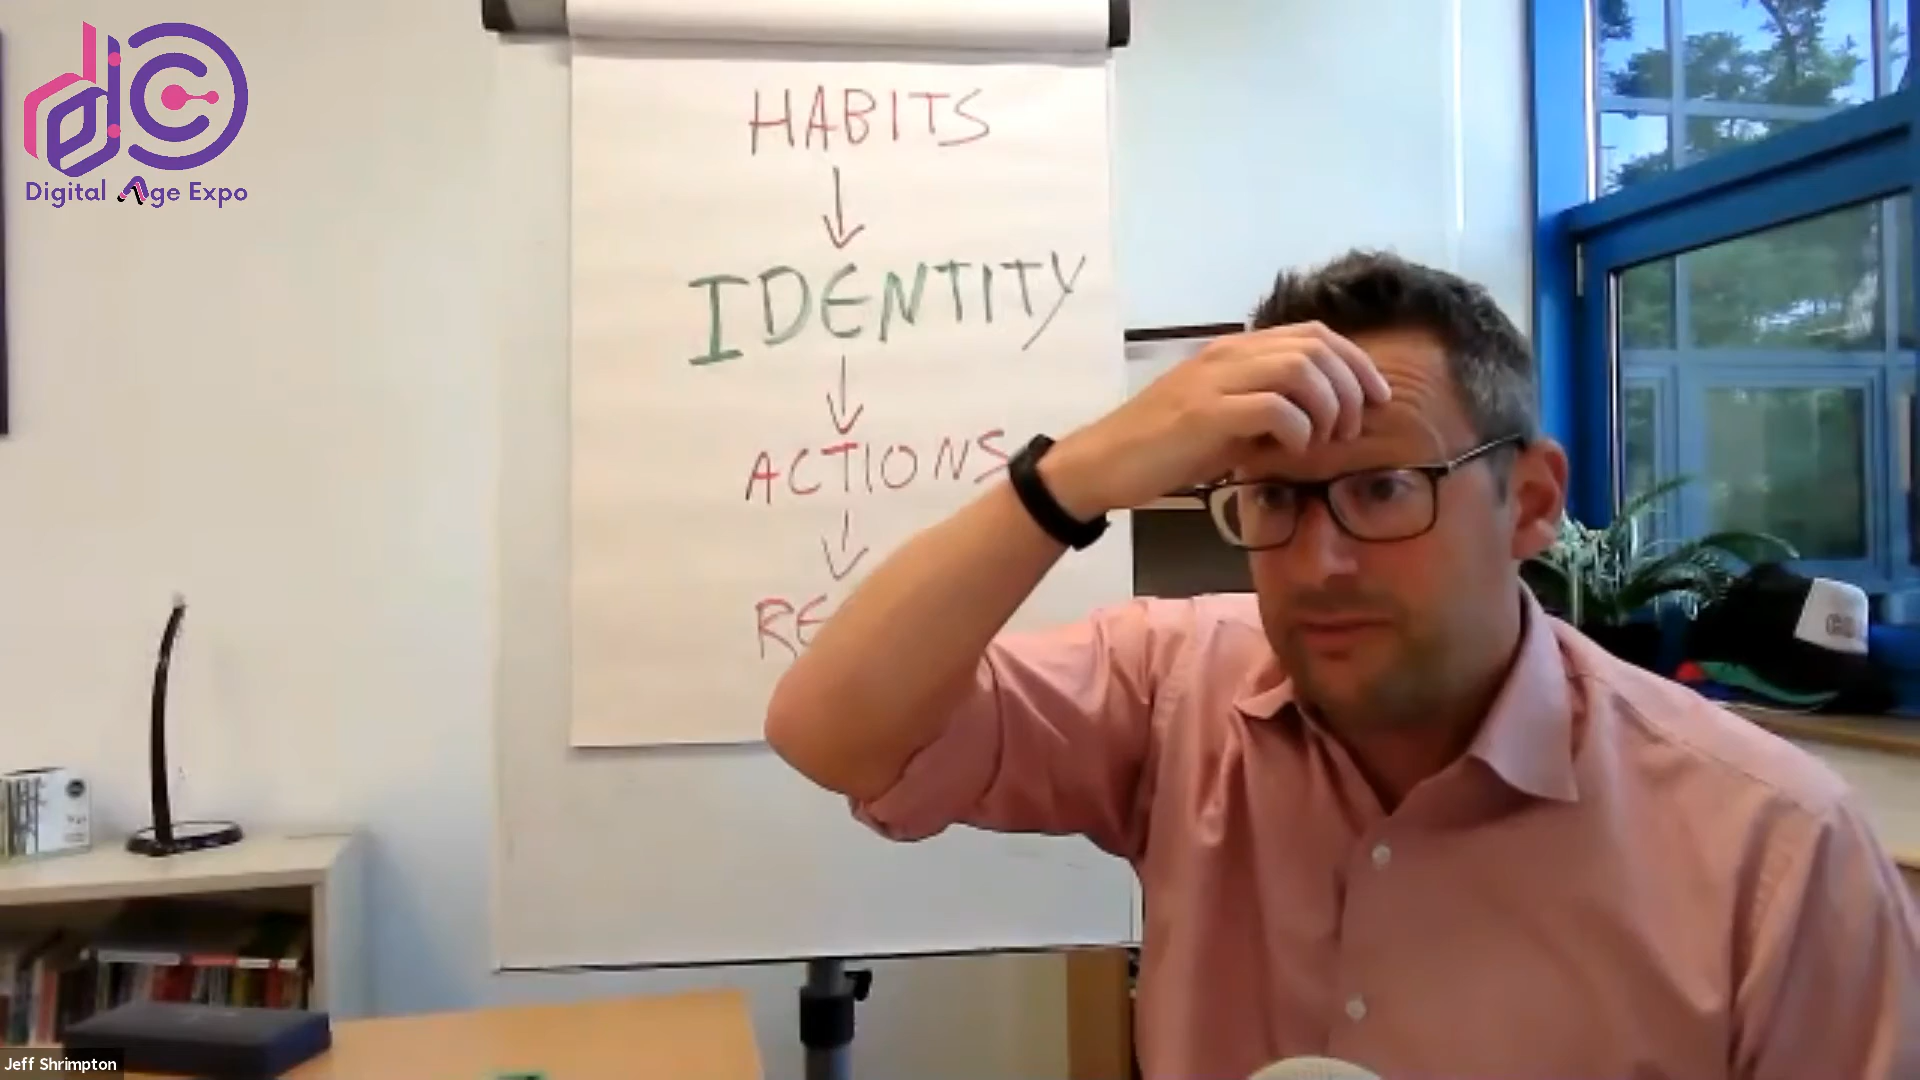 Digital Age Expo
HABITS
IDENTITY
ACTIONS
Jeff Shrimpton